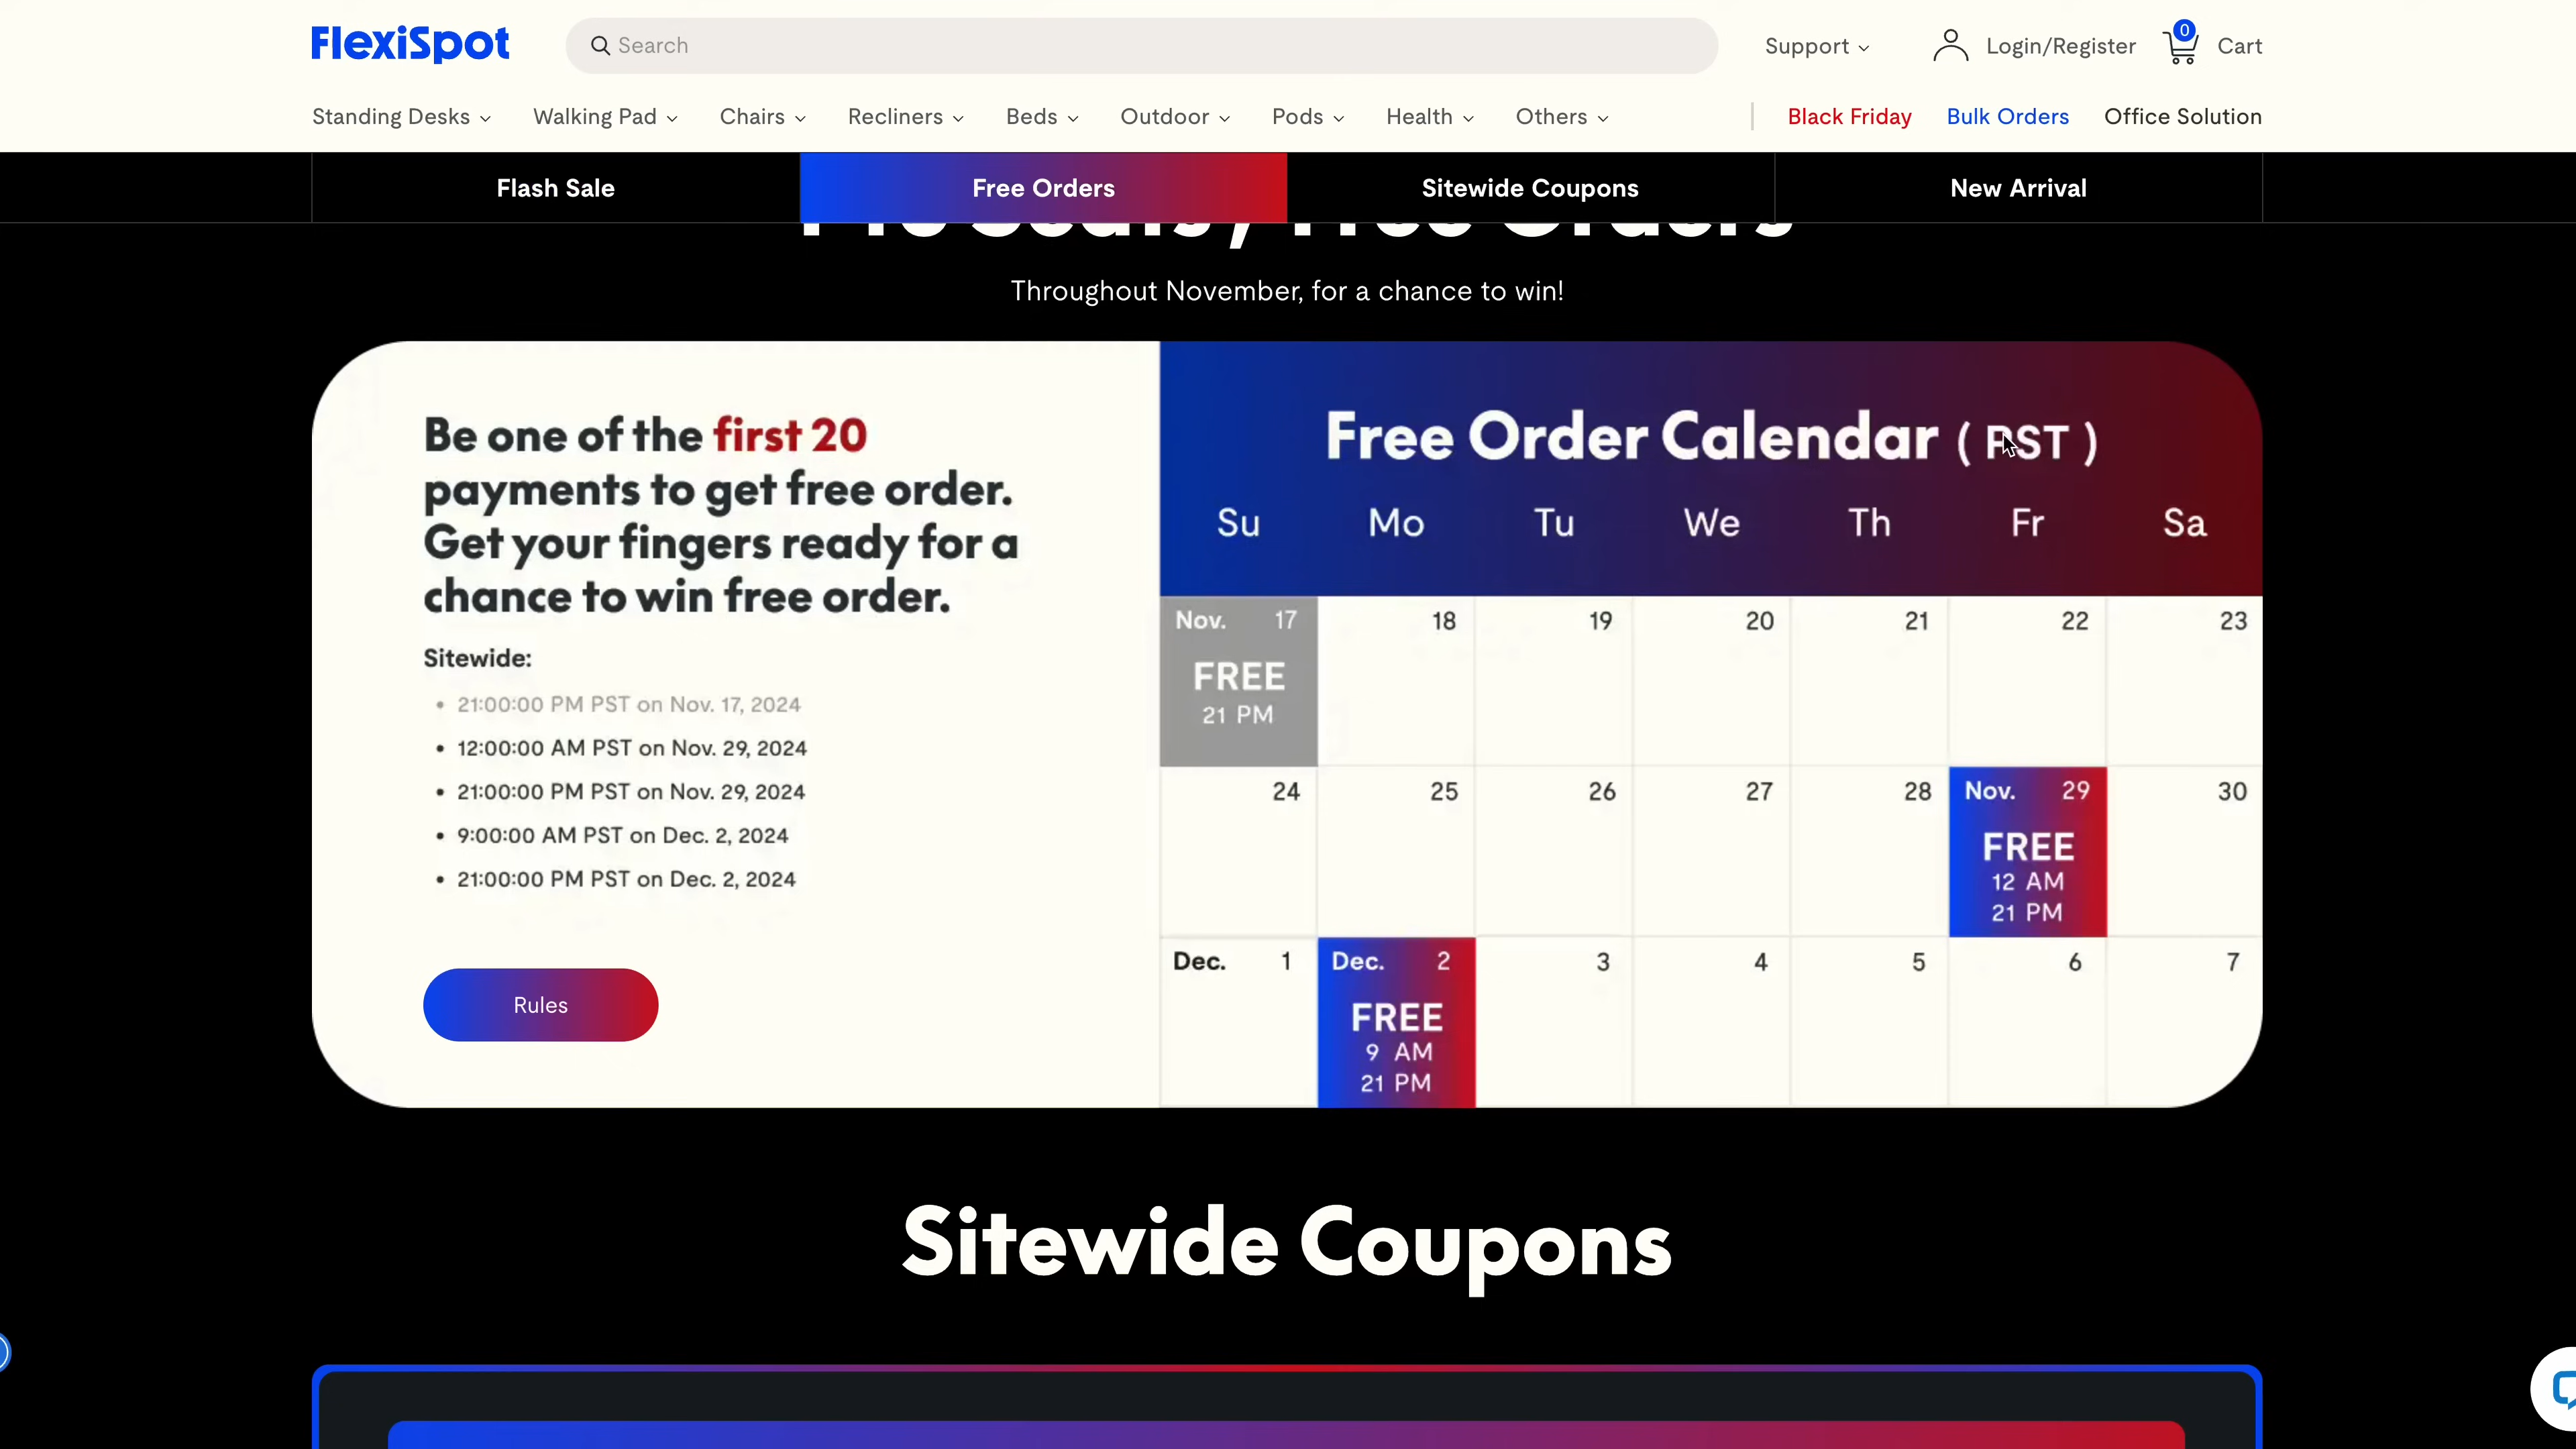 FlexiSpot
Search
Support
Login/Register
0
Cart
Standing Desks
Walking Pad
Chairs
Recliners
Beds
Outdoor
Pods
Health
Others
Black Friday
Bulk Orders
Office Solution
Flash Sale
Free Orders
Sitewide Coupons
New Arrival
Free Orders
Throughout November, for a chance to win!
Be one of the first 20
payments to get free order.
Get your fingers ready for a
chance to win free order.
Sitewide:
• 21:00:00 PM PST on Nov. 17, 2024
• 12:00:00 AM PST on Nov. 29, 2024
• 21:00:00 PM PST on Nov. 29, 2024
• 9:00:00 AM PST on Dec. 2, 2024
• 21:00:00 PM PST on Dec. 2, 2024
Rules
Free Order Calendar ( PST )
Su Mo Tu We Th Fr Sa
Nov. 17 18 19 20 21 22 23
FREE
21 PM
24 25 26 27 28 Nov. 29 30
FREE
12 AM
21 PM
Dec. 1 Dec. 2 3 4 5 6 7
FREE
9 AM
21 PM
Sitewide Coupons